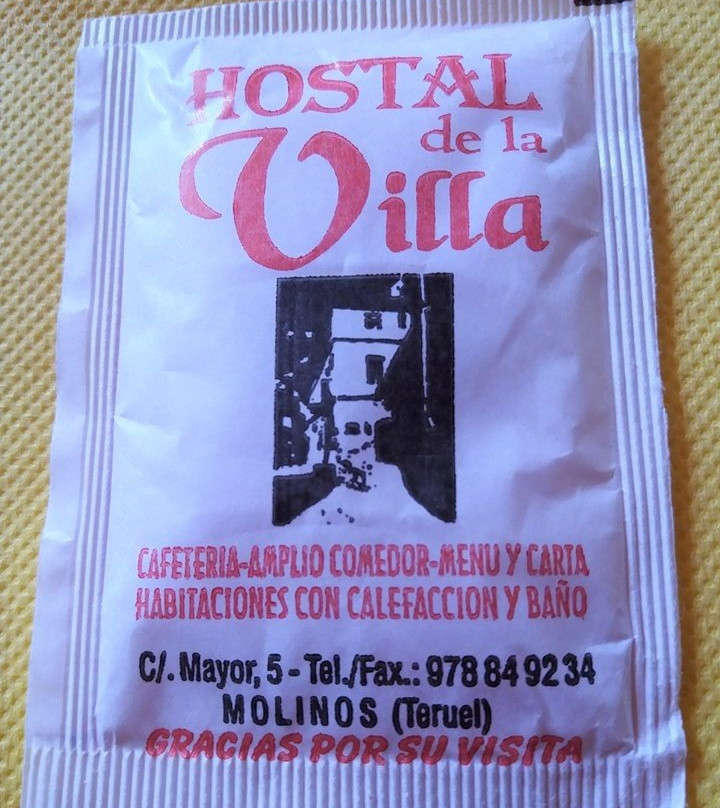 HOSTAL
de la
Villa
CAFETERIA-AMPLIO COMEDOR-MENU Y CARTA
HABITACIONES CON CALEFACCION Y BAÑO
C/. Mayor, 5 - Tel./Fax.: 978 84 92 34
MOLINOS (Teruel)
GRACIAS POR SU VISITA